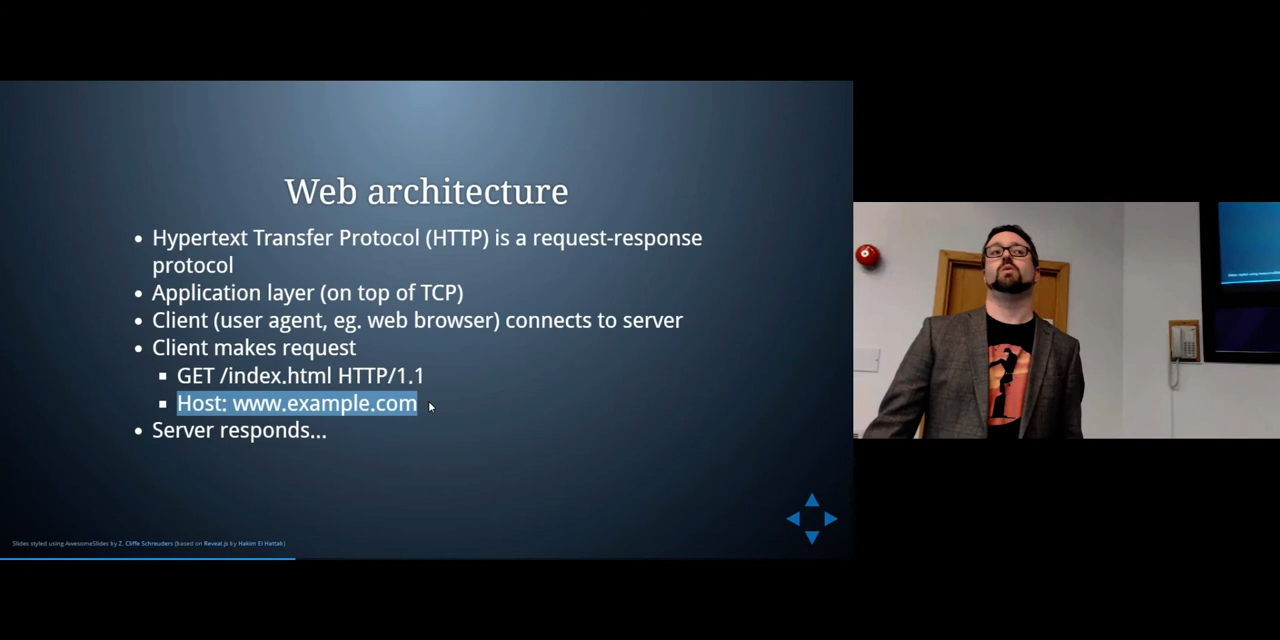 Web architecture
Hypertext Transfer Protocol (HTTP) is a request-response
protocol
Application layer (on top of TCP)
Client (user agent, eg. web browser) connects to server
Client makes request
GET /index.html HTTP/1.1
Host: www.example.com
Server responds...
Slides styled using AwesomeSlides by Z. Cliffe Schreuders (based on Reveal.js by Hakim El Hattab)